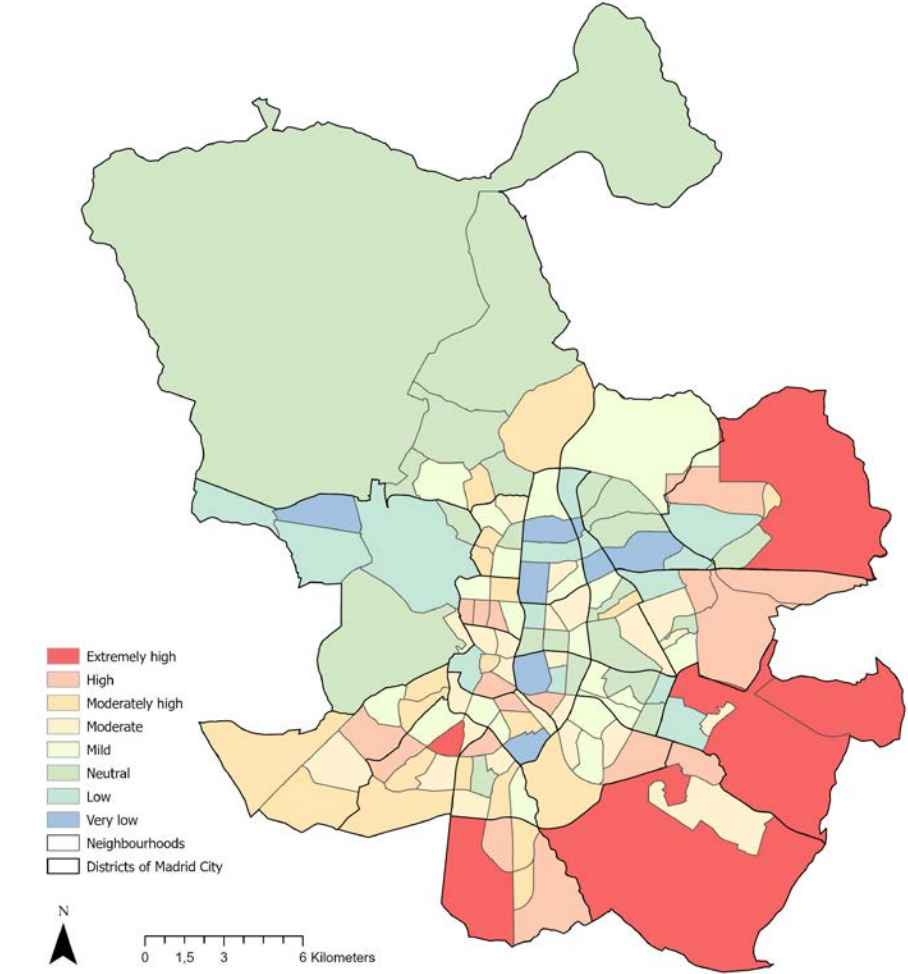 Extremely high
High
Moderately high
Moderate
Mild
Neutral
Low
Very low
Neighbourhoods
Districts of Madrid City
N
0 1,5 3 6 Kilometers